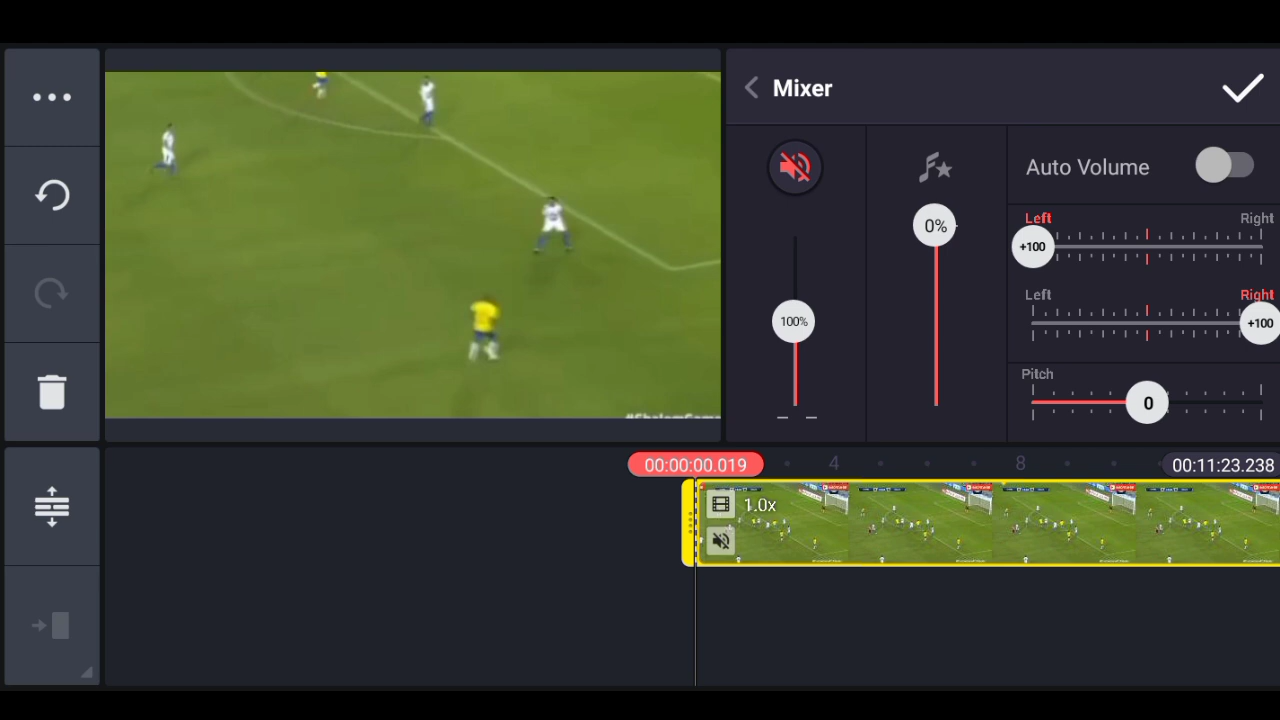 Mixer
Auto Volume
0%
100%
Left Right
+100
Left Right
+100
Pitch
0
00:00:00.019
4
8
00:11:23.238
1.0x